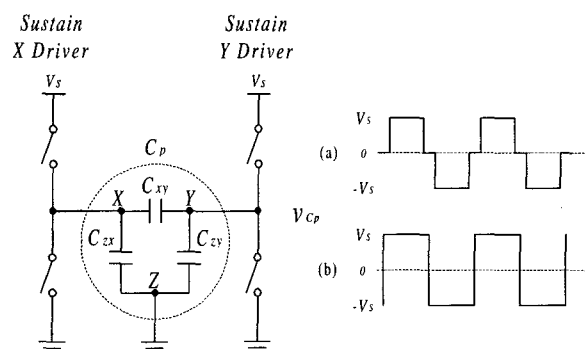 Sustain
X Driver
Sustain
Y Driver
Vs
Vs
Cp
X
Cxy
Y
Czx
Czy
Z
vCp
(a)
Vs
0
-Vs
(b)
Vs
0
-Vs